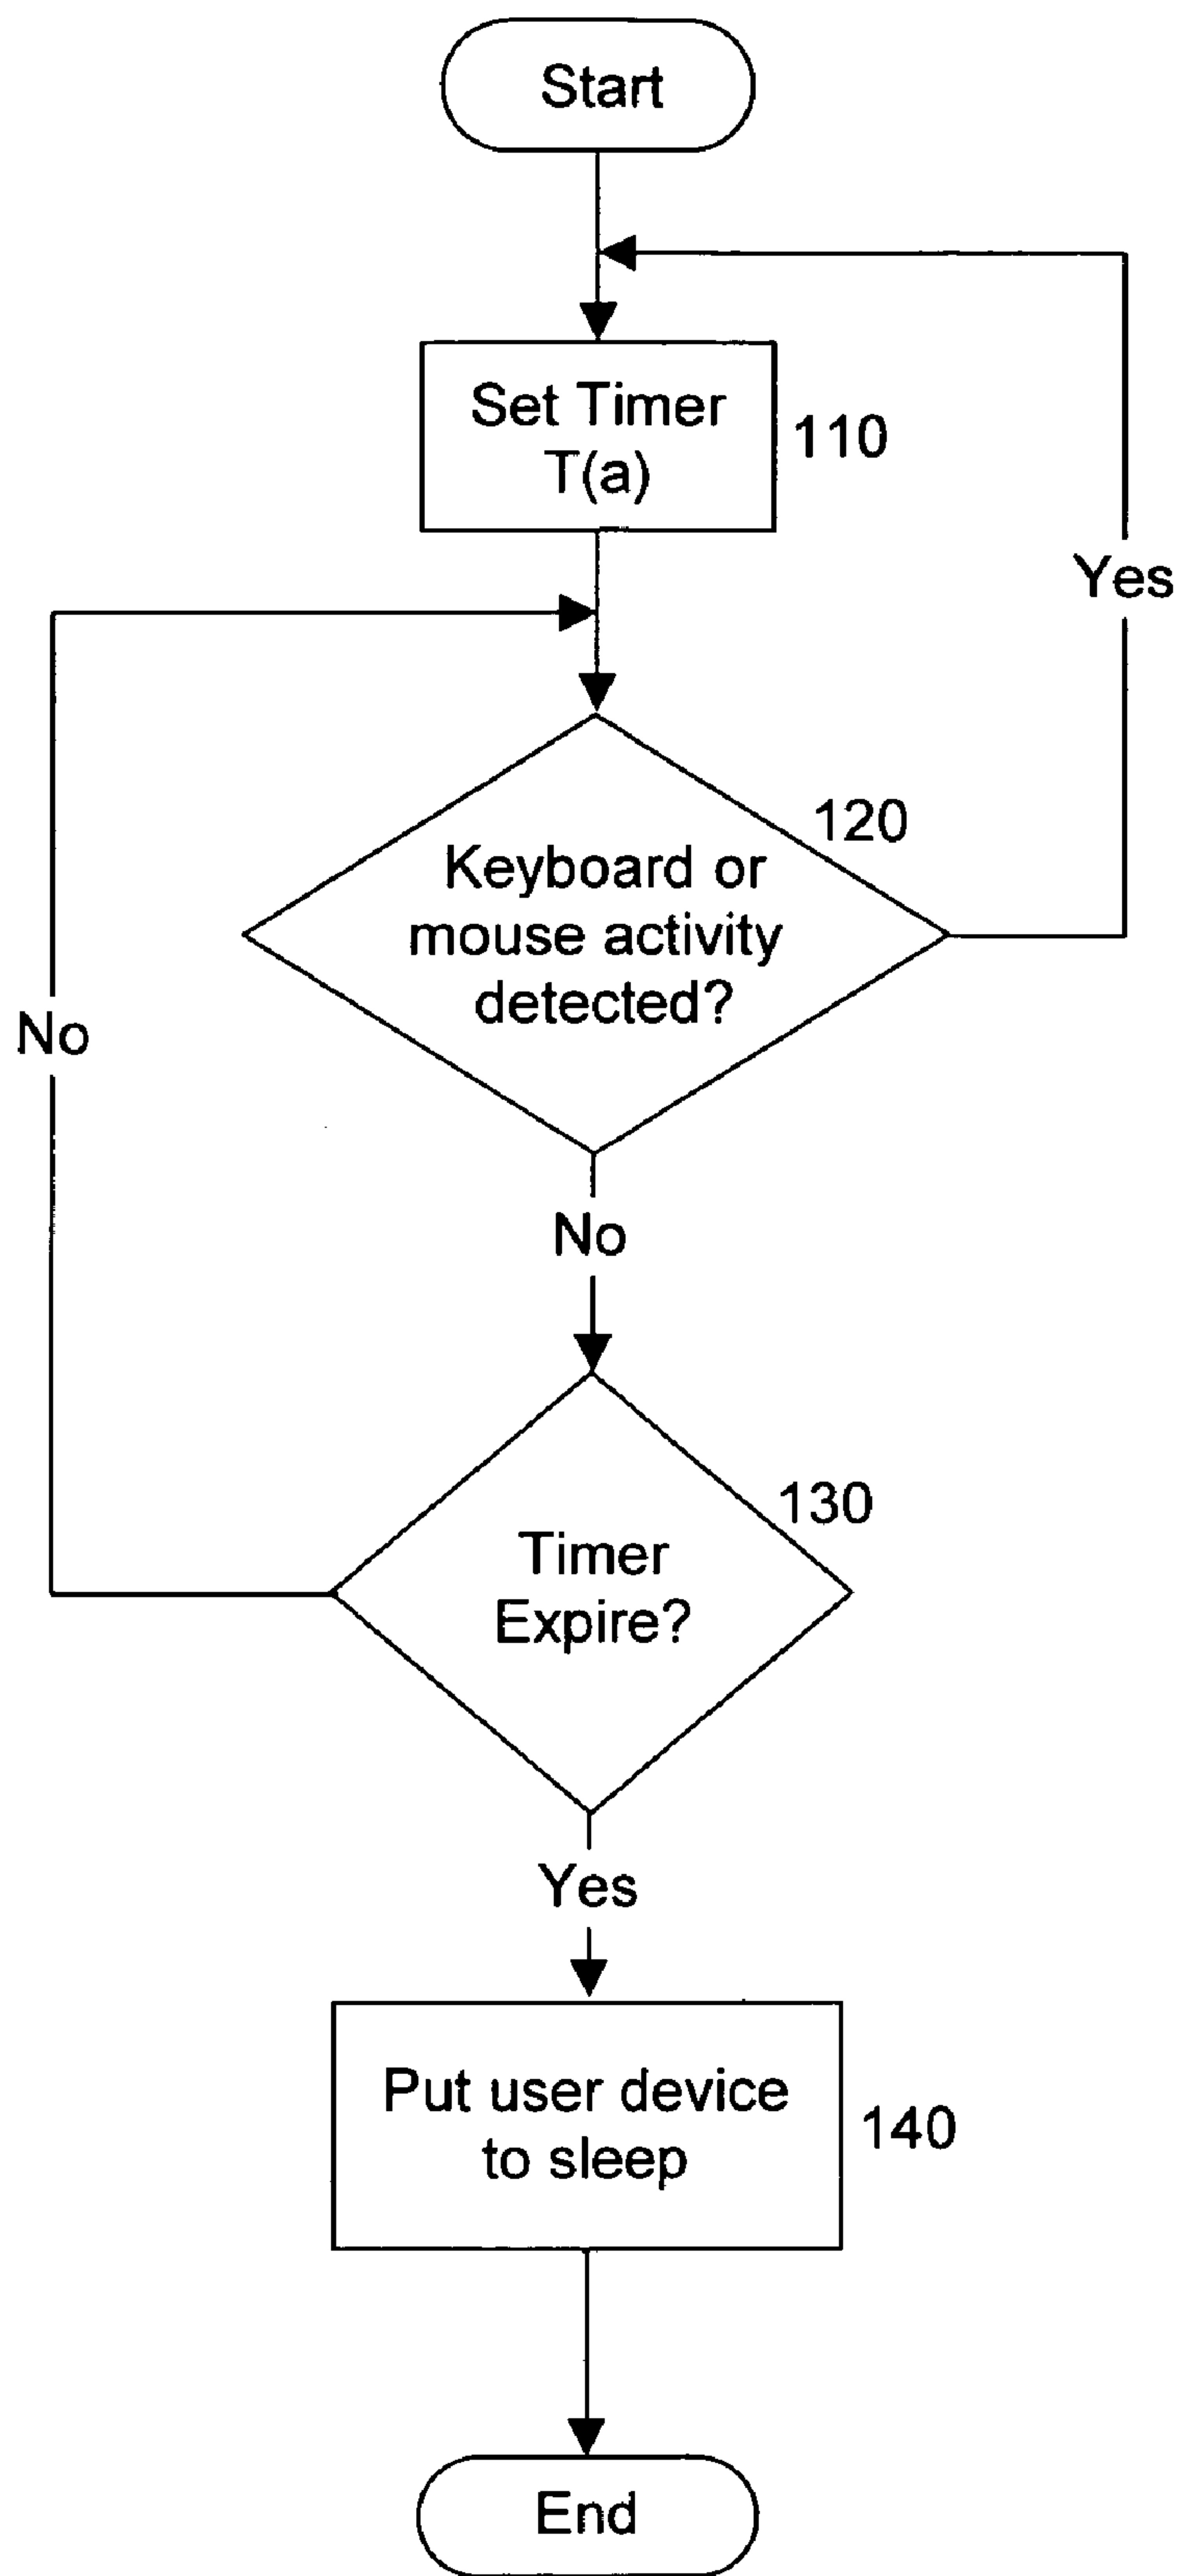 Start
Set Timer
T(a)
110
Yes
120
Keyboard or
mouse activity
detected?
No
No
130
Timer
Expire?
Yes
Put user device
to sleep
140
End